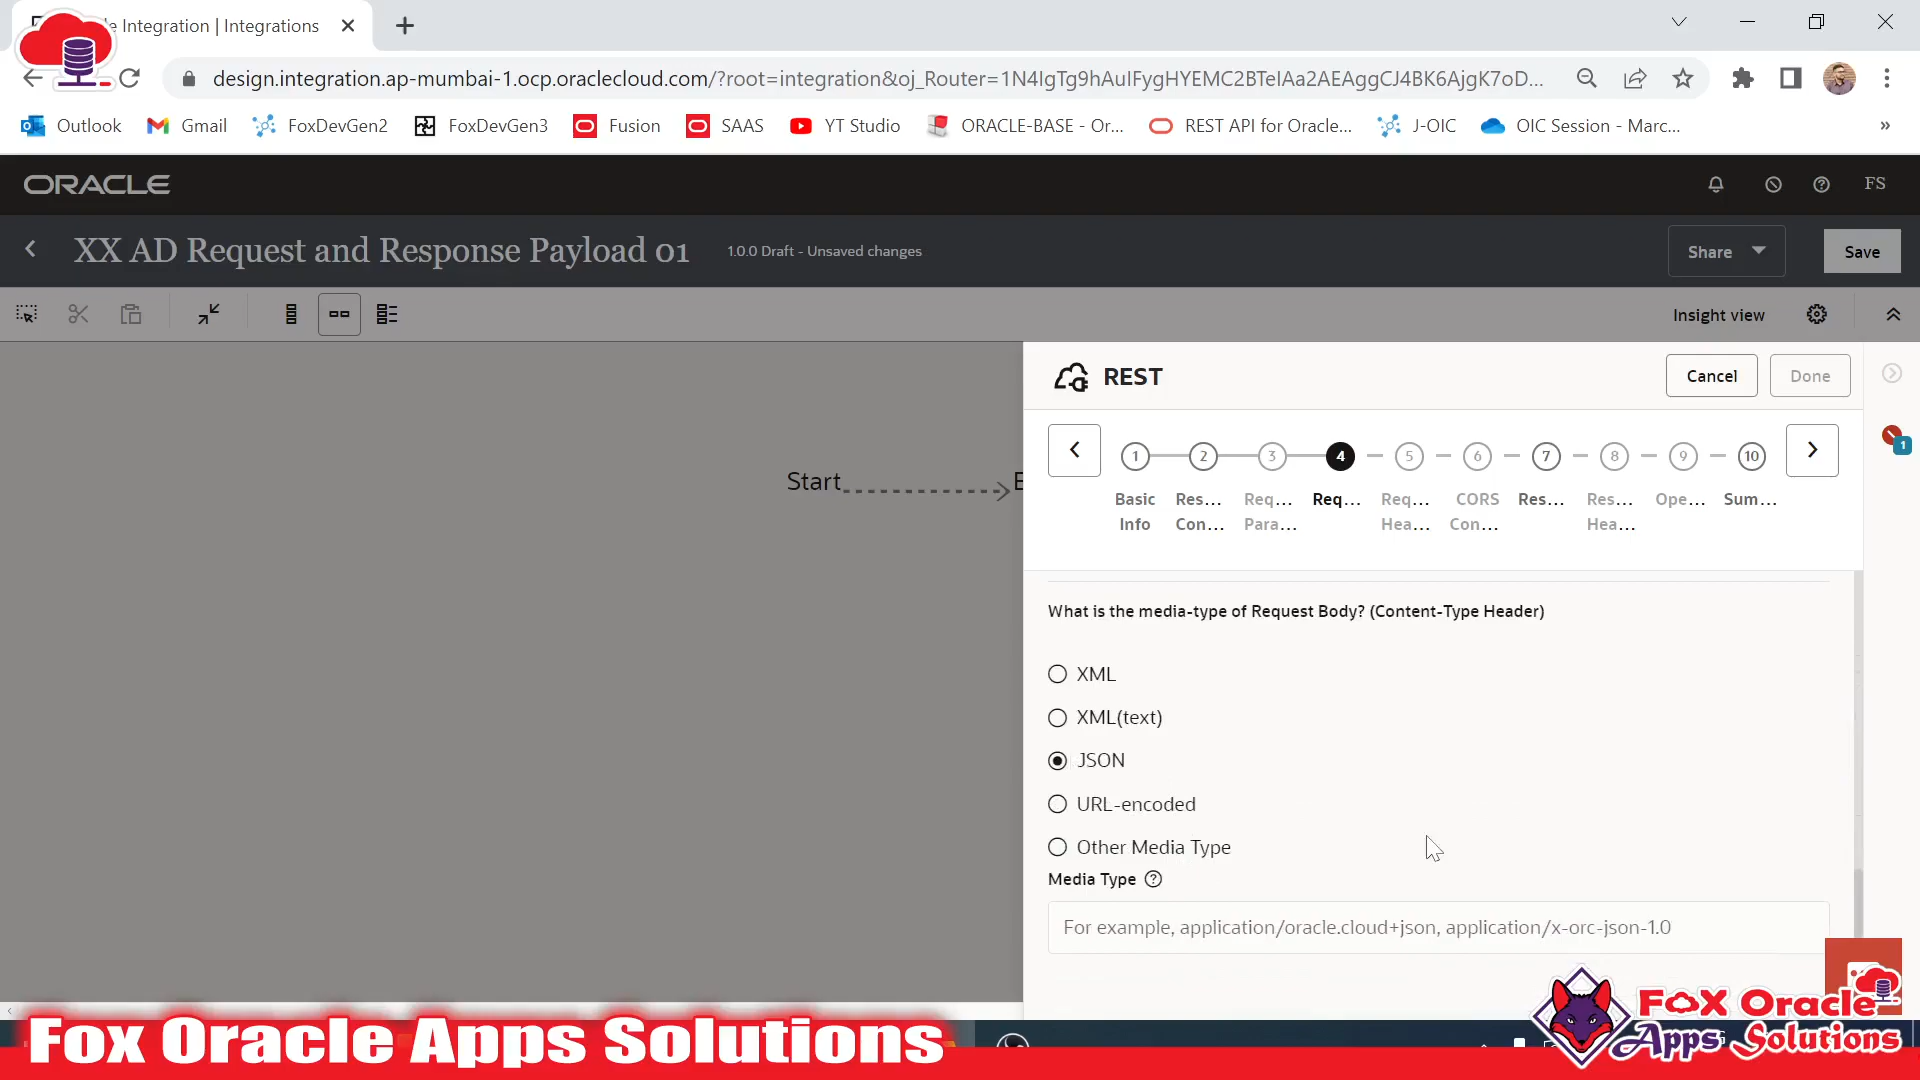 e Integration | Integrations
design.integration.ap-mumbai-1.ocp.oraclecloud.com/?root=integration&oj_Router=1N4IgTg9hAuIFygHYEMC2BTeIAa2AEAggCJ4BK6AjgK7oD...
Outlook Gmail FoxDevGen2 FoxDevGen3 Fusion SAAS YT Studio ORACLE-BASE - Or... REST API for Oracle... J-OIC OIC Session - Marc... »
ORACLE FS
XX AD Request and Response Payload 01 1.0.0 Draft - Unsaved changes Share Save
Insight view
REST Cancel Done
1 2 3 4 5 6 7 8 9 10
1
Basic Res... Req... Req... Req... CORS Res... Res... Ope... Sum...
Info Con... Para... Hea... Con... Hea...
Start
What is the media-type of Request Body? (Content-Type Header)
XML
XML(text)
JSON
URL-encoded
Other Media Type
Media Type
For example, application/oracle.cloud+json, application/x-orc-json-1.0
Fox Oracle Apps Solutions
Fox Oracle
Apps Solutions